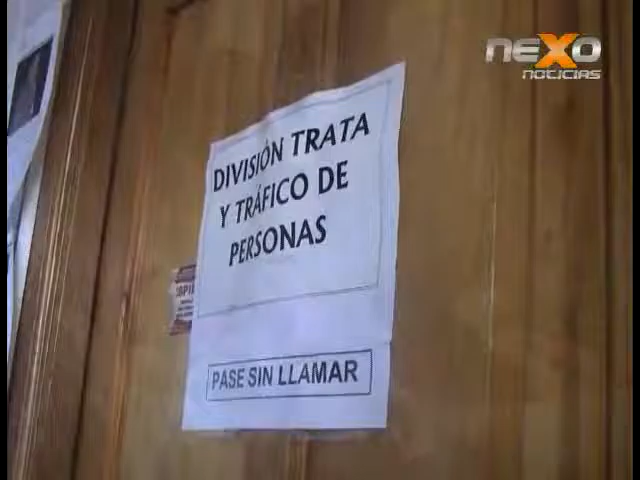 nexo
NOTICIAS
DIVISIÓN TRATA
Y TRÁFICO DE
PERSONAS
PASE SIN LLAMAR